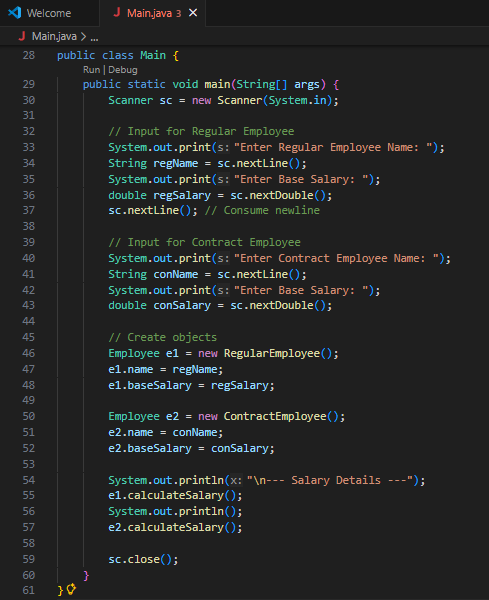 Welcome
J Main.java 3 ×
J Main.java > ...
28 public class Main {
Run | Debug
29 public static void main(String[] args) {
30 Scanner sc = new Scanner(System.in);
31
32 // Input for Regular Employee
33 System.out.print(s:"Enter Regular Employee Name: ");
34 String regName = sc.nextLine();
35 System.out.print(s:"Enter Base Salary: ");
36 double regSalary = sc.nextDouble();
37 sc.nextLine(); // Consume newline
38
39 // Input for Contract Employee
40 System.out.print(s:"Enter Contract Employee Name: ");
41 String conName = sc.nextLine();
42 System.out.print(s:"Enter Base Salary: ");
43 double conSalary = sc.nextDouble();
44
45 // Create objects
46 Employee e1 = new RegularEmployee();
47 e1.name = regName;
48 e1.baseSalary = regSalary;
49
50 Employee e2 = new ContractEmployee();
51 e2.name = conName;
52 e2.baseSalary = conSalary;
53
54 System.out.println(x:"\n--- Salary Details ---");
55 e1.calculateSalary();
56 System.out.println();
57 e2.calculateSalary();
58
59 sc.close();
60 }
61 }